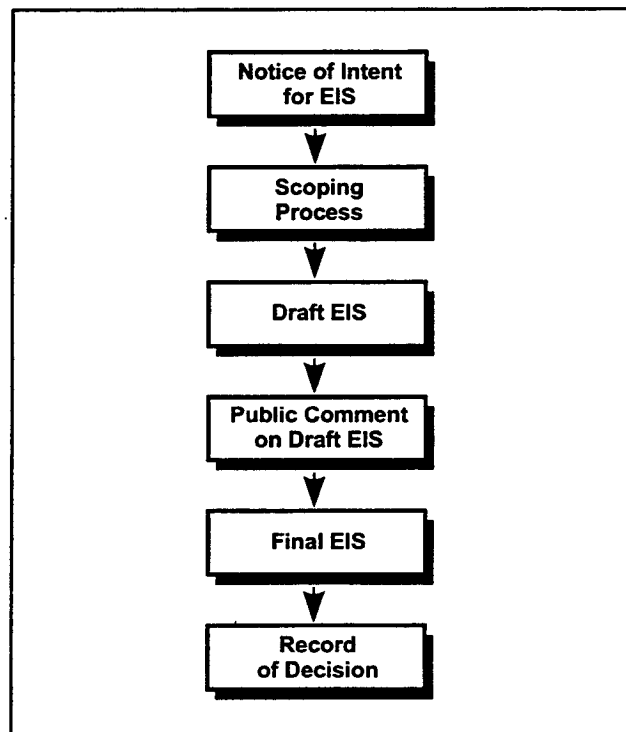 Notice of Intent
for EIS
Scoping
Process
Draft EIS
Public Comment
on Draft EIS
Final EIS
Record
of Decision